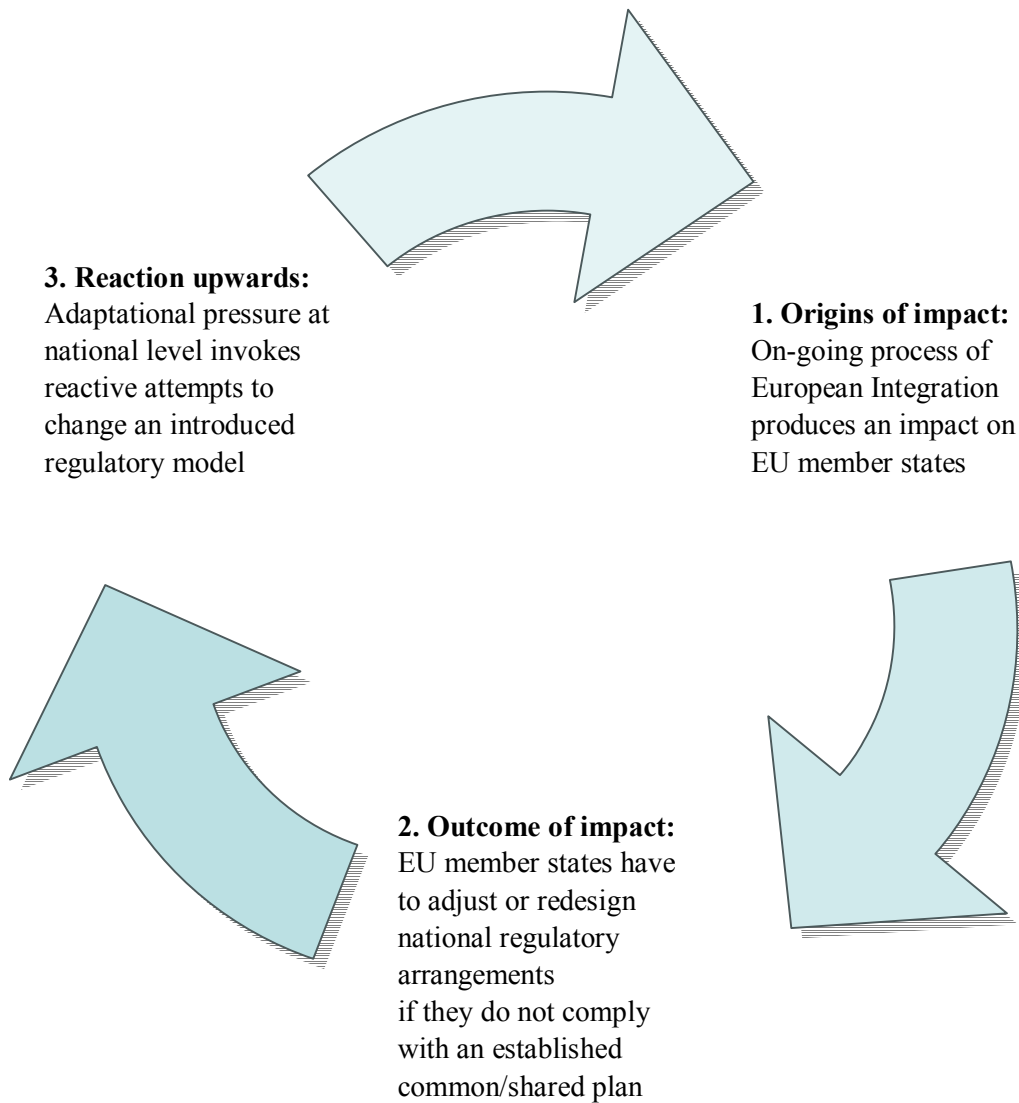 1. Origins of impact:
On-going process of
European Integration
produces an impact on
EU member states
2. Outcome of impact:
EU member states have
to adjust or redesign
national regulatory
arrangements
if they do not comply
with an established
common/shared plan
3. Reaction upwards:
Adaptational pressure at
national level invokes
reactive attempts to
change an introduced
regulatory model